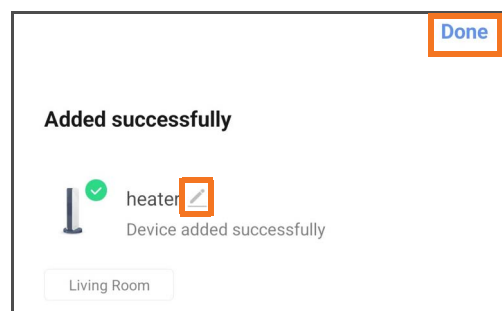 Done
Added successfully
heater
Device added successfully
Living Room